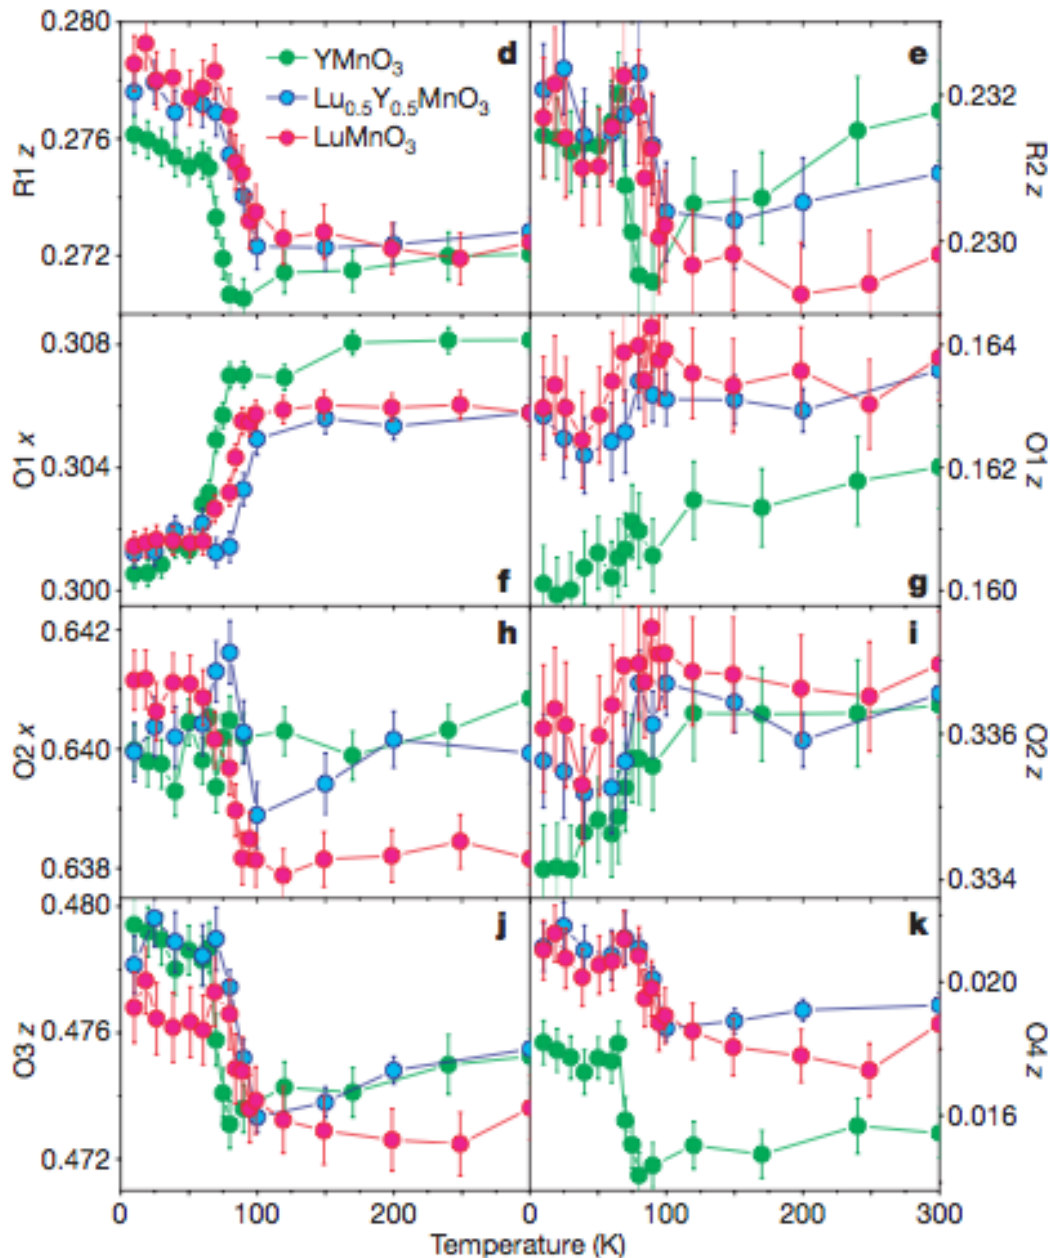 0.280
d
YMnO3
Lu0.5Y0.5MnO3
LuMnO3
0.276
R1 z
0.272
e
0.232
R2 z
0.230
0.308
O1 x
0.304
0.300
f
0.164
O1 z
0.162
g
0.160
0.642
h
O2 x
0.640
0.638
i
0.336
O2 z
0.334
0.480
j
0.476
O3 z
0.472
k
0.020
O4 z
0.016
0 100 200 0 100 200 300
Temperature (K)